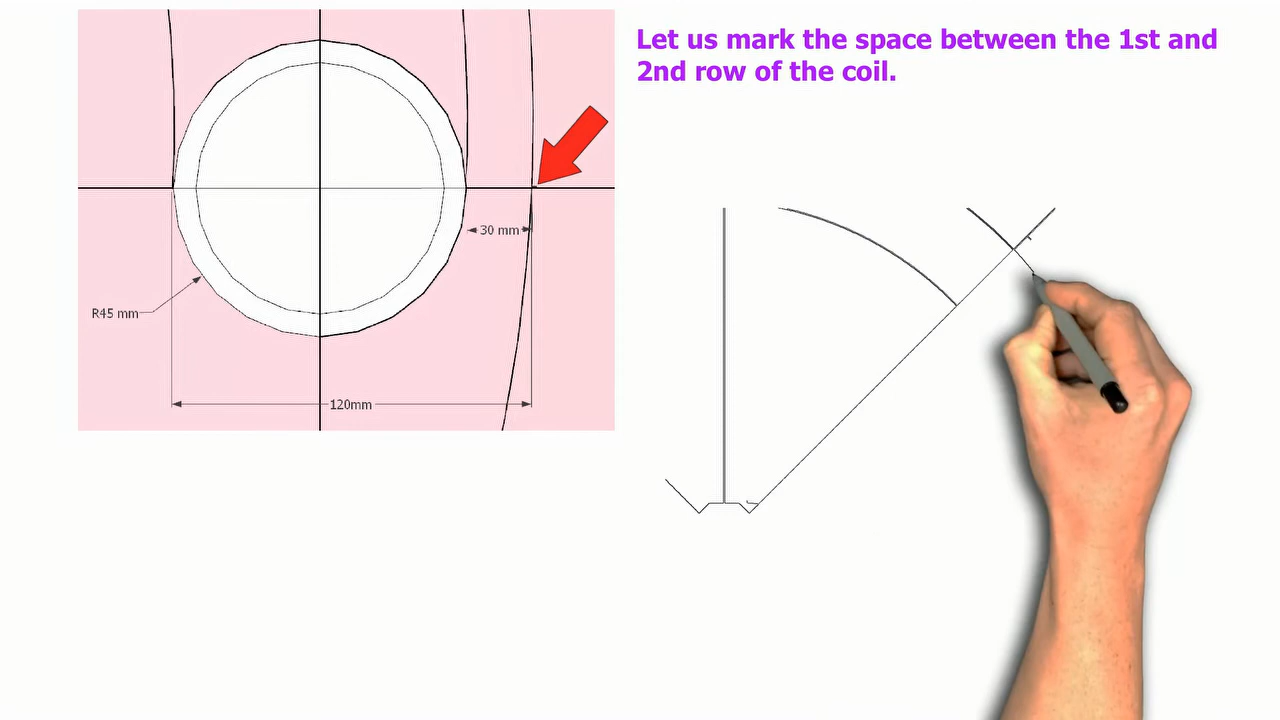 Let us mark the space between the 1st and
2nd row of the coil.
30 mm
R45 mm
120mm